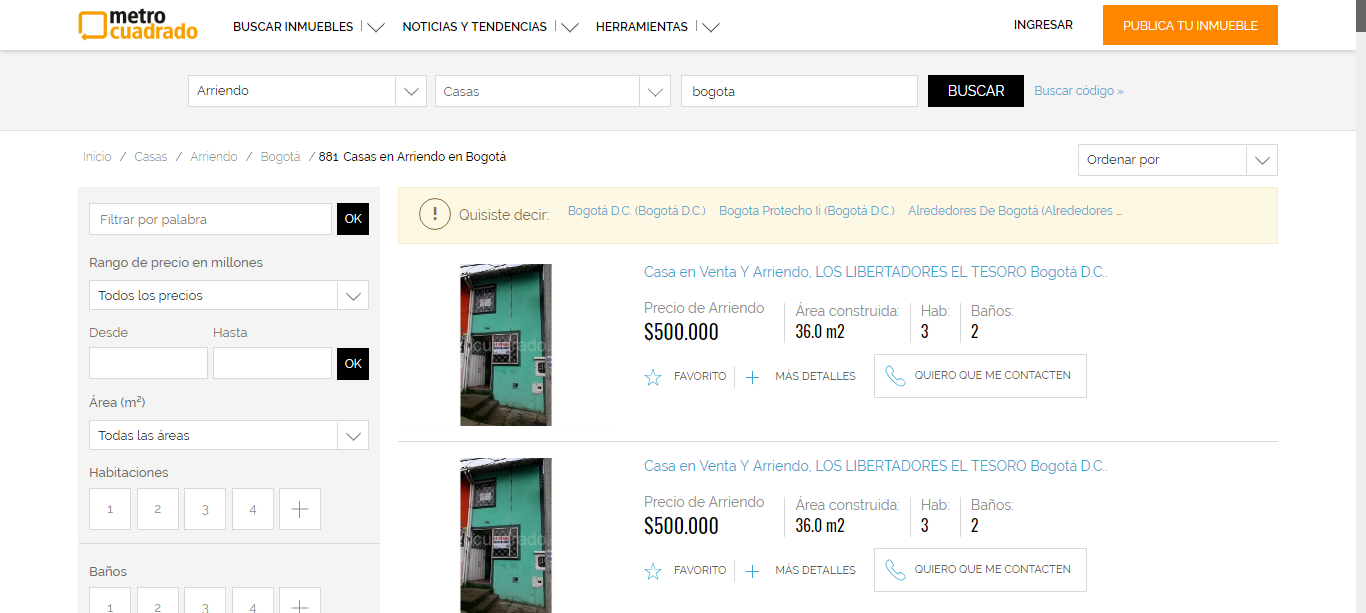 metro
cuadrado
BUSCAR INMUEBLES
NOTICIAS Y TENDENCIAS
HERRAMIENTAS
INGRESAR
PUBLICA TU INMUEBLE
Arriendo
Casas
bogota
BUSCAR
Buscar código »
Inicio / Casas / Arriendo / Bogotá / 881 Casas en Arriendo en Bogotá
Ordenar por
Filtrar por palabra
OK
Rango de precio en millones
Todos los precios
Desde
Hasta
OK
Área (m²)
Todas las áreas
Habitaciones
1 2 3 4 +
Baños
1 2 3 4 +
! Quisiste decir: Bogotá D.C. (Bogotá D.C.) Bogota Protecho Ii (Bogotá D.C.) Alrededores De Bogotá (Alrededores ...
Casa en Venta Y Arriendo, LOS LIBERTADORES EL TESORO Bogotá D.C..
Precio de Arriendo
$500.000
Área construida:
36.0 m2
Hab:
3
Baños:
2
FAVORITO
+ MÁS DETALLES
QUIERO QUE ME CONTACTEN
Casa en Venta Y Arriendo, LOS LIBERTADORES EL TESORO Bogotá D.C..
Precio de Arriendo
$500.000
Área construida:
36.0 m2
Hab:
3
Baños:
2
FAVORITO
+ MÁS DETALLES
QUIERO QUE ME CONTACTEN